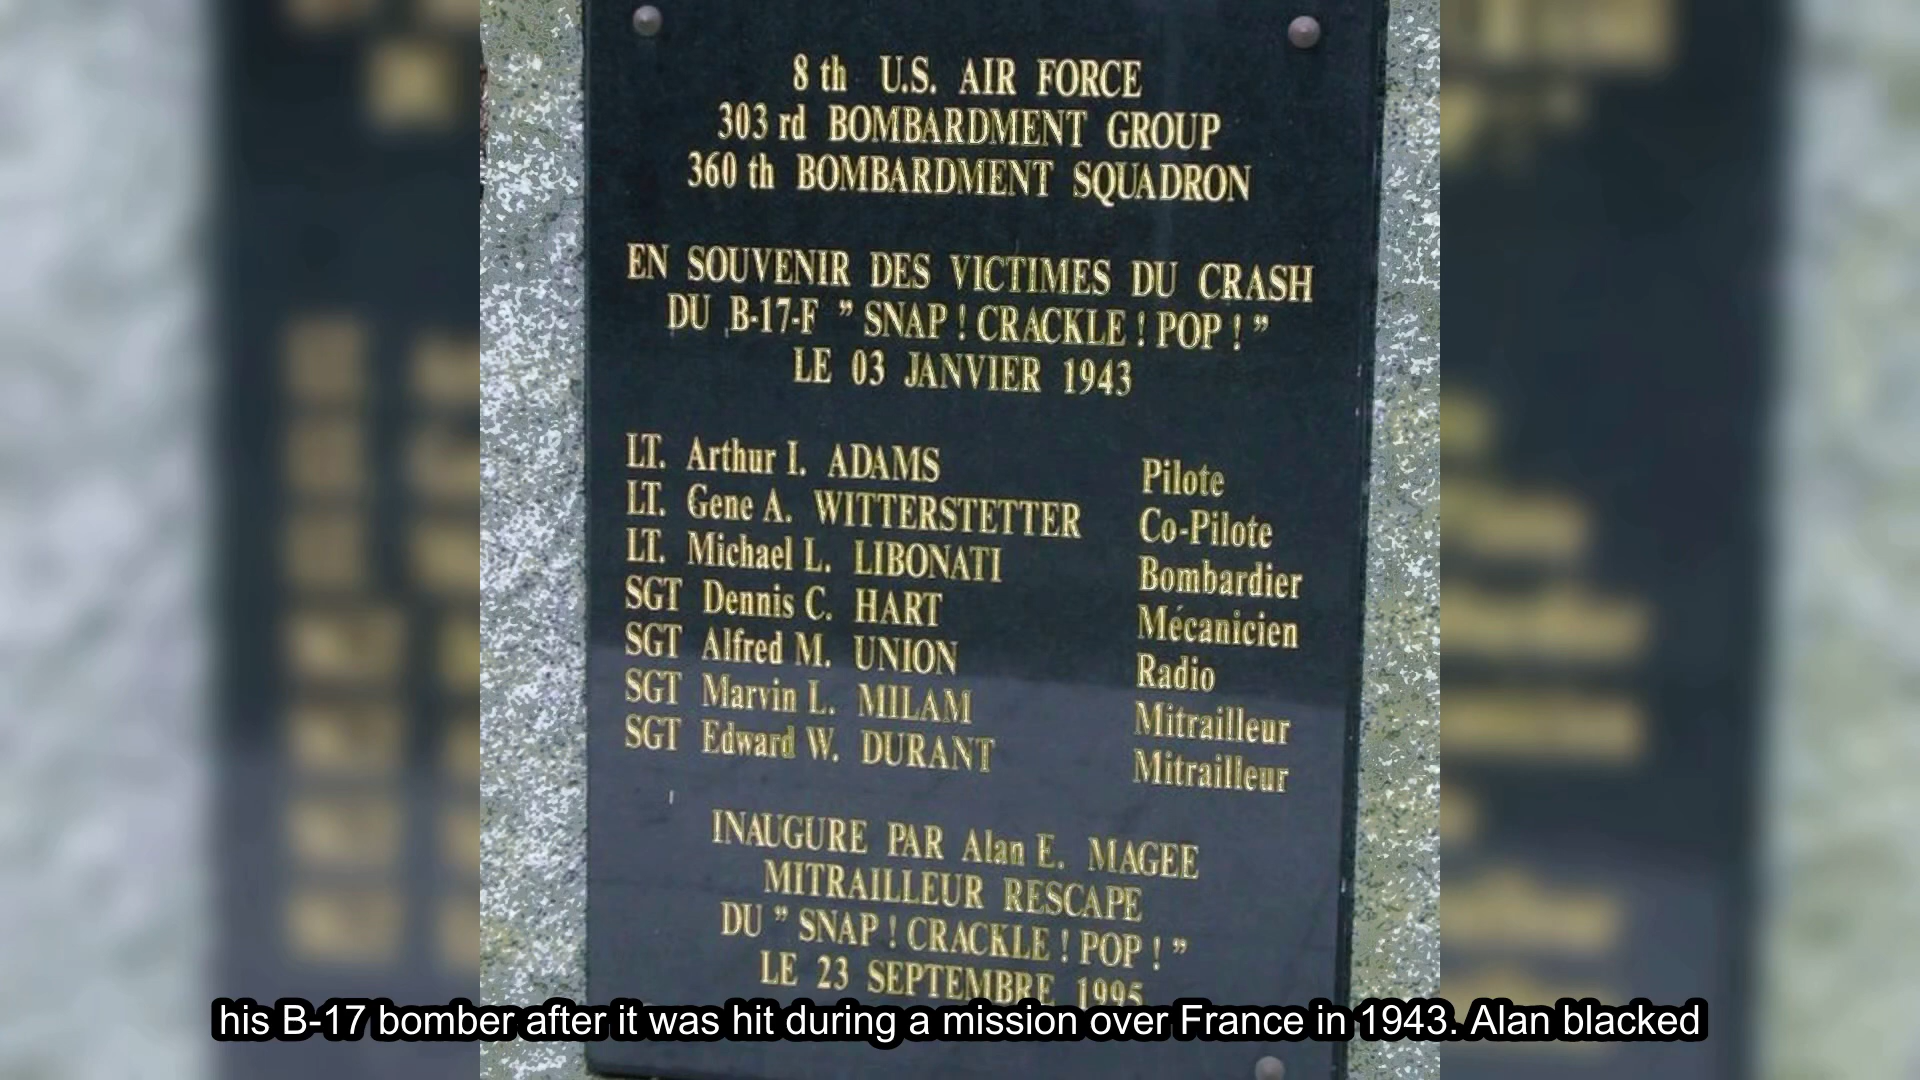 8 th U.S. AIR FORCE
303 rd BOMBARDMENT GROUP
360 th BOMBARDMENT SQUADRON
EN SOUVENIR DES VICTIMES DU CRASH
DU B-17-F " SNAP ! CRACKLE ! POP ! "
LE 03 JANVIER 1943
LT. Arthur I. ADAMS Pilote
LT. Gene A. WITTERSTETTER Co-Pilote
LT. Michael L. LIBONATI Bombardier
SGT Dennis C. HART Mécanicien
SGT Alfred M. UNION Radio
SGT Marvin L. MILAM Mitrailleur
SGT Edward W. DURANT Mitrailleur
INAUGURE PAR Alan E. MAGEE
MITRAILLEUR RESCAPE
DU " SNAP ! CRACKLE ! POP ! "
LE 23 SEPTEMBRE 1995
his B-17 bomber after it was hit during a mission over France in 1943. Alan blacked